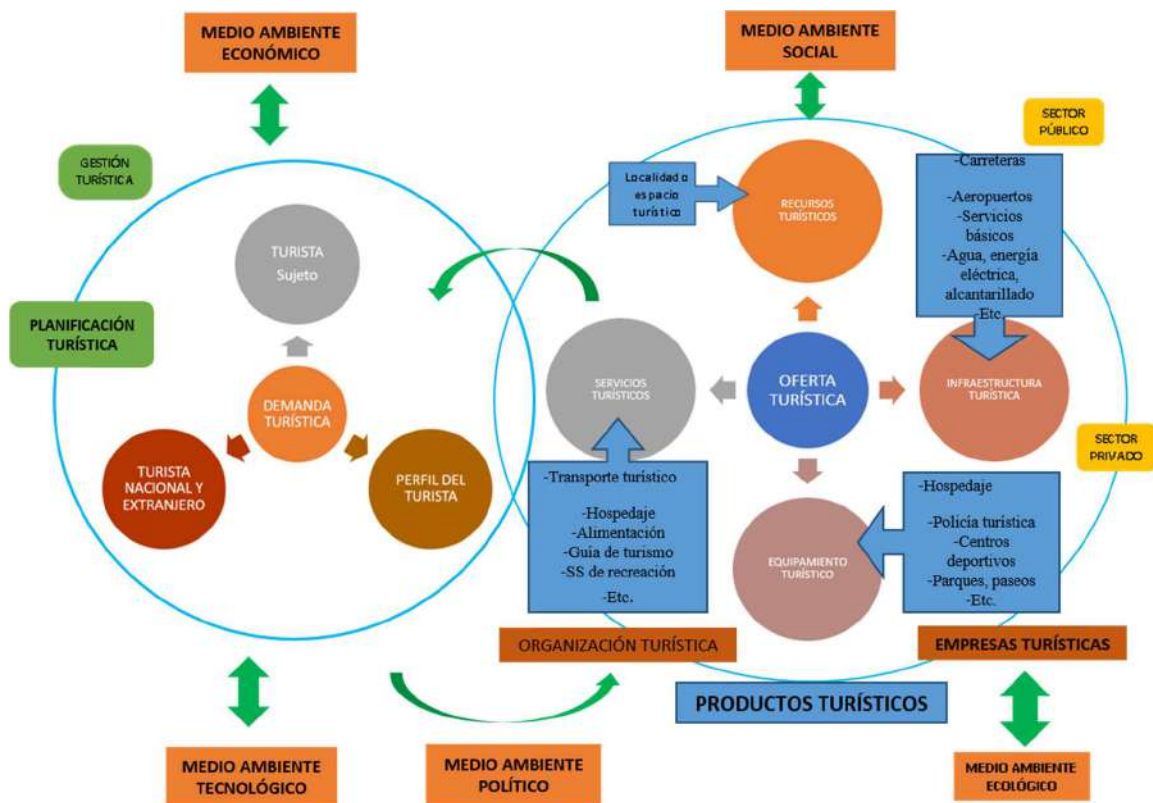 MEDIO AMBIENTE
ECONÓMICO
MEDIO AMBIENTE
SOCIAL
SECTOR
PÚBLICO
GESTIÓN
TURÍSTICA
Localidad o
espacio
turístico
RECURSOS
TURÍSTICOS
-Carreteras
-Aeropuertos
-Servicios
básicos
-Agua, energía
eléctrica,
alcantarillado
-Etc.
TURISTA
Sujeto
PLANIFICACIÓN
TURÍSTICA
DEMANDA
TURÍSTICA
SERVICIOS
TURÍSTICOS
OFERTA
TURÍSTICA
INFRAESTRUCTURA
TURÍSTICA
TURISTA
NACIONAL Y
EXTRANJERO
PERFIL DEL
TURISTA
SECTOR
PRIVADO
-Transporte turístico
-Hospedaje
-Alimentación
-Guía de turismo
-SS de recreación
-Etc.
EQUIPAMIENTO
TURÍSTICO
-Hospedaje
-Policía turística
-Centros
deportivos
-Parques, paseos
-Etc.
ORGANIZACIÓN TURÍSTICA
EMPRESAS TURÍSTICAS
PRODUCTOS TURÍSTICOS
MEDIO AMBIENTE
TECNOLÓGICO
MEDIO AMBIENTE
POLÍTICO
MEDIO AMBIENTE
ECOLÓGICO